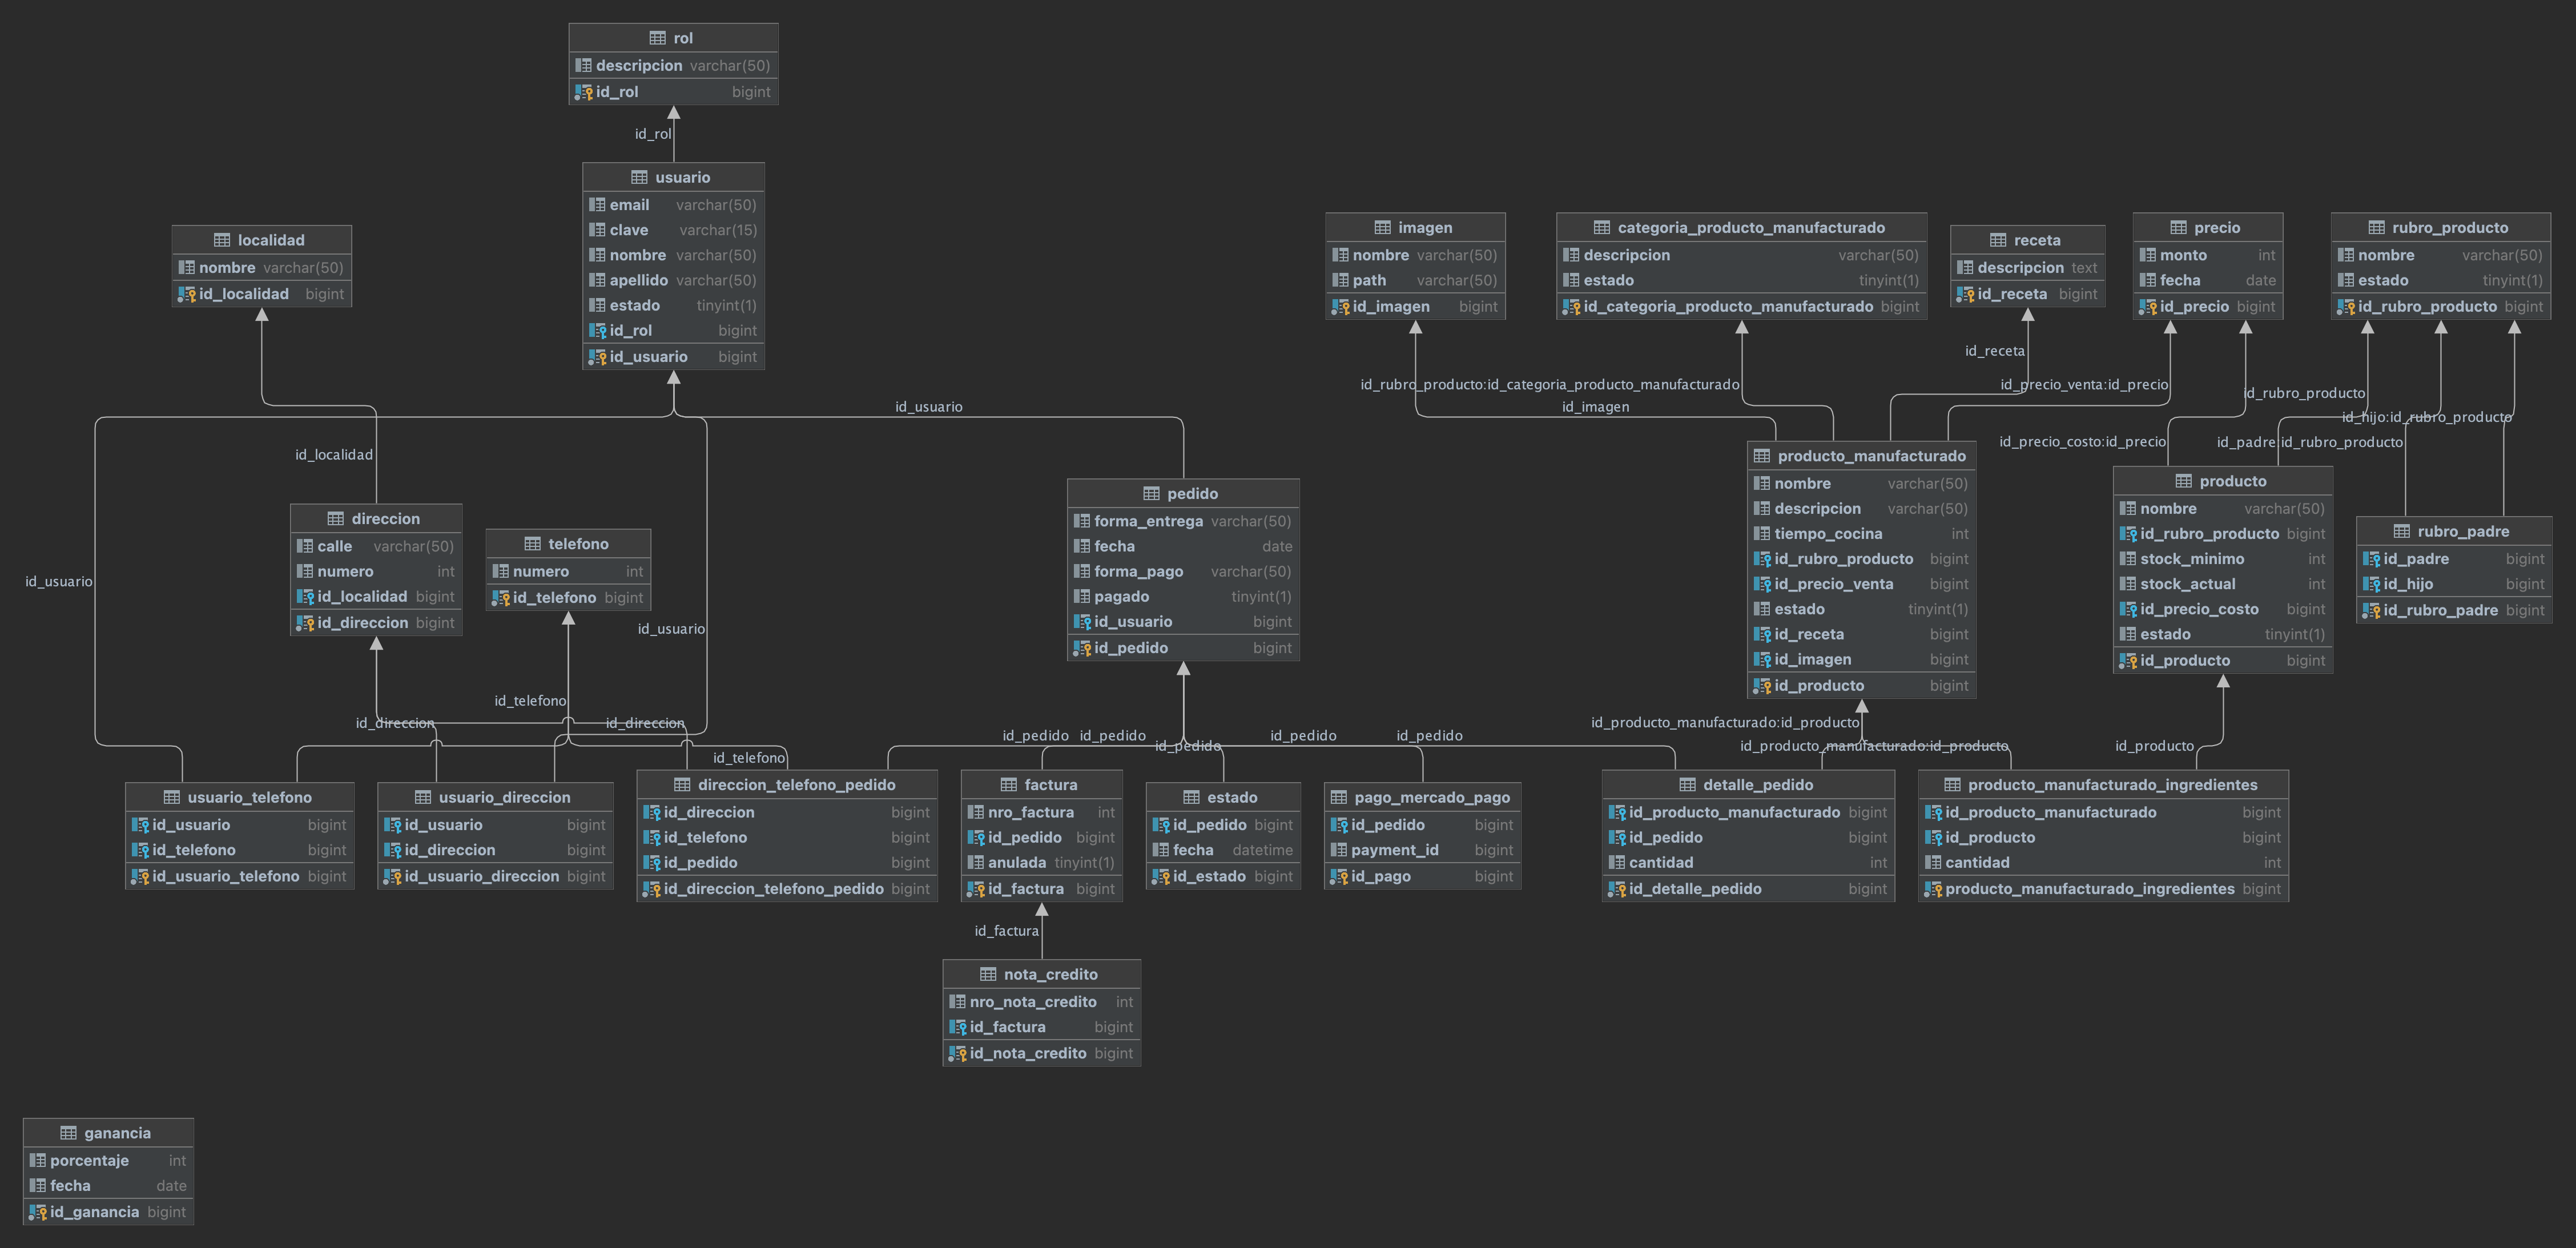 rol
descripcion varchar(50)
id_rol bigint
id_rol
usuario
email varchar(50)
clave varchar(15)
nombre varchar(50)
apellido varchar(50)
estado tinyint(1)
id_rol bigint
id_usuario bigint
localidad
nombre varchar(50)
id_localidad bigint
imagen
nombre varchar(50)
path varchar(50)
id_imagen bigint
categoria_producto_manufacturado
descripcion varchar(50)
estado tinyint(1)
id_categoria_producto_manufacturado bigint
receta
descripcion text
id_receta bigint
precio
monto int
fecha date
id_precio bigint
rubro_producto
nombre varchar(50)
estado tinyint(1)
id_rubro_producto bigint
id_receta
id_rubro_producto:id_categoria_producto_manufacturado
id_precio_venta:id_precio
id_rubro_producto
id_usuario
id_imagen
id_hijo:id_rubro_producto
id_precio_costo:id_precio
id_padre:id_rubro_producto
id_localidad
direccion
calle varchar(50)
numero int
id_localidad bigint
id_direccion bigint
telefono
numero int
id_telefono bigint
id_usuario
id_usuario
pedido
forma_entrega varchar(50)
fecha date
forma_pago varchar(50)
pagado tinyint(1)
id_usuario bigint
id_pedido bigint
producto_manufacturado
nombre varchar(50)
descripcion varchar(50)
tiempo_cocina int
id_rubro_producto bigint
id_precio_venta bigint
estado tinyint(1)
id_receta bigint
id_imagen bigint
id_producto bigint
producto
nombre varchar(50)
id_rubro_producto bigint
stock_minimo int
stock_actual int
id_precio_costo bigint
estado tinyint(1)
id_producto bigint
rubro_padre
id_padre bigint
id_hijo bigint
id_rubro_padre bigint
id_telefono
id_direccion
id_direccion
id_telefono
id_pedido
id_pedido
id_pedido
id_pedido
id_pedido
id_producto_manufacturado:id_producto
id_producto_manufacturado:id_producto
id_producto
usuario_telefono
id_usuario bigint
id_telefono bigint
id_usuario_telefono bigint
usuario_direccion
id_usuario bigint
id_direccion bigint
id_usuario_direccion bigint
direccion_telefono_pedido
id_direccion bigint
id_telefono bigint
id_pedido bigint
id_direccion_telefono_pedido bigint
factura
nro_factura int
id_pedido bigint
anulada tinyint(1)
id_factura bigint
estado
id_pedido bigint
fecha datetime
id_estado bigint
pago_mercado_pago
id_pedido bigint
payment_id bigint
id_pago bigint
detalle_pedido
id_producto_manufacturado bigint
id_pedido bigint
cantidad int
id_detalle_pedido bigint
producto_manufacturado_ingredientes
id_producto_manufacturado bigint
id_producto bigint
cantidad int
producto_manufacturado_ingredientes bigint
id_factura
nota_credito
nro_nota_credito int
id_factura bigint
id_nota_credito bigint
ganancia
porcentaje int
fecha date
id_ganancia bigint